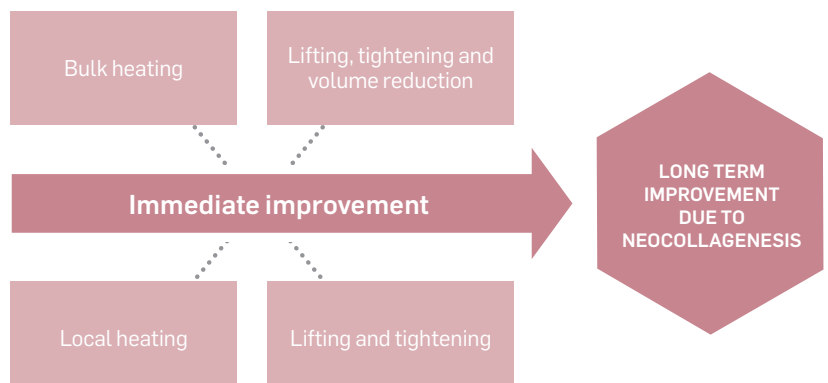 Bulk heating
Lifting, tightening and
volume reduction
Immediate improvement
LONG TERM
IMPROVEMENT
DUE TO
NEOCOLLAGENESIS
Local heating
Lifting and tightening